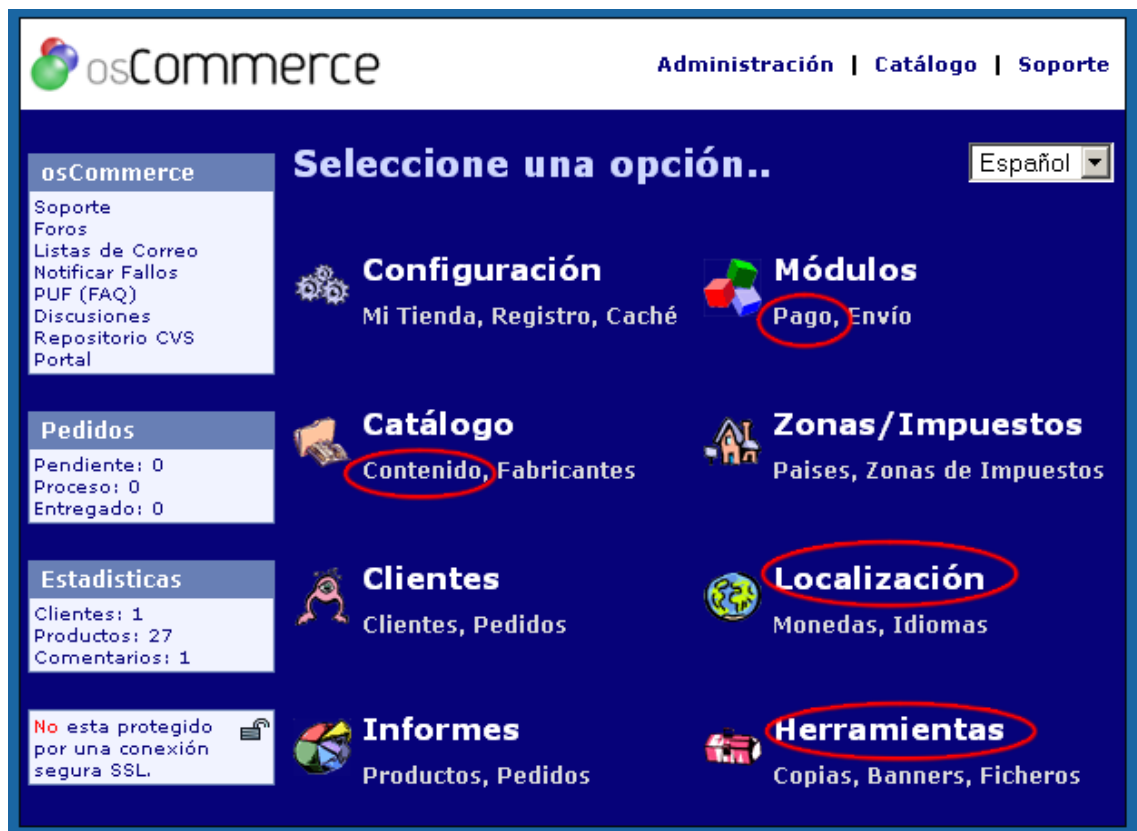 osCommerce
Administración | Catálogo | Soporte
osCommerce
Soporte
Foros
Listas de Correo
Notificar Fallos
PUF (FAQ)
Discusiones
Repositorio CVS
Portal
Pedidos
Pendiente: 0
Proceso: 0
Entregado: 0
Estadisticas
Clientes: 1
Productos: 27
Comentarios: 1
No esta protegido
por una conexión
segura SSL.
Seleccione una opción..
Español
Configuración
Mi Tienda, Registro, Caché
Módulos
Pago, Envío
Catálogo
Contenido, Fabricantes
Zonas/Impuestos
Paises, Zonas de Impuestos
Clientes
Clientes, Pedidos
Localización
Monedas, Idiomas
Informes
Productos, Pedidos
Herramientas
Copias, Banners, Ficheros